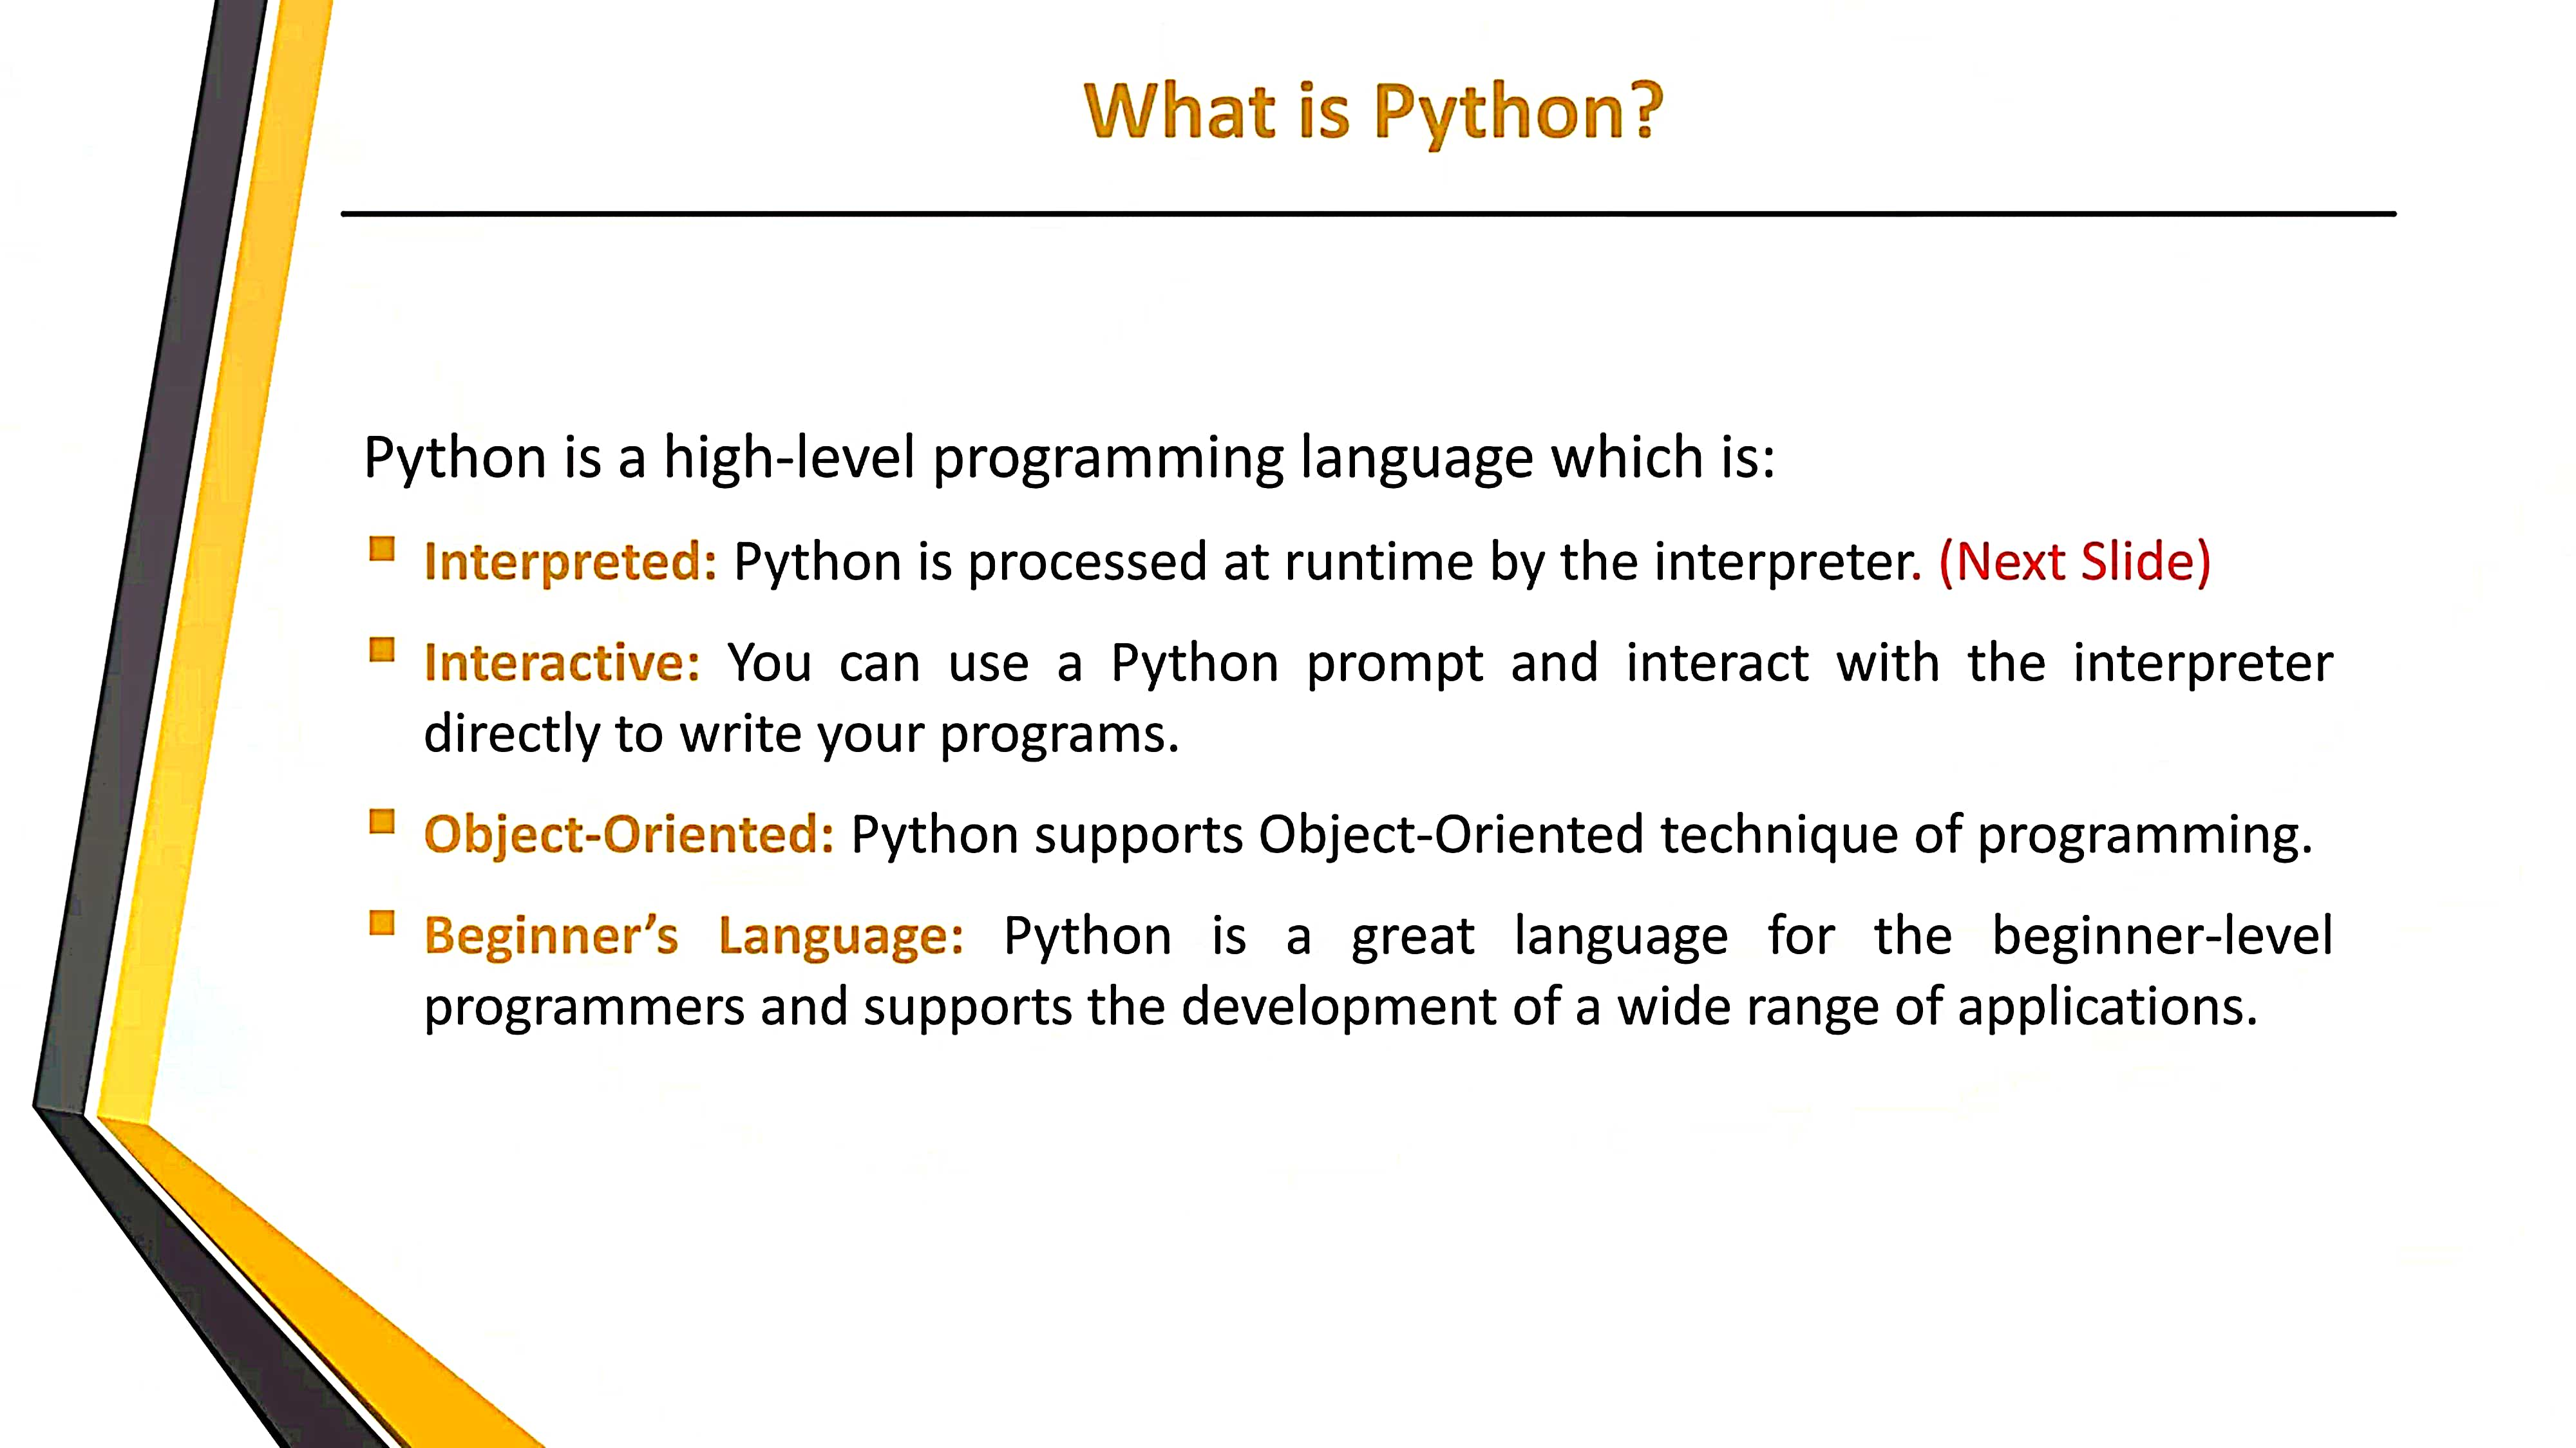 What is Python?
Python is a high-level programming language which is:
Interpreted: Python is processed at runtime by the interpreter. (Next Slide)
Interactive: You can use a Python prompt and interact with the interpreter
directly to write your programs.
Object-Oriented: Python supports Object-Oriented technique of programming.
Beginner’s Language: Python is a great language for the beginner-level
programmers and supports the development of a wide range of applications.